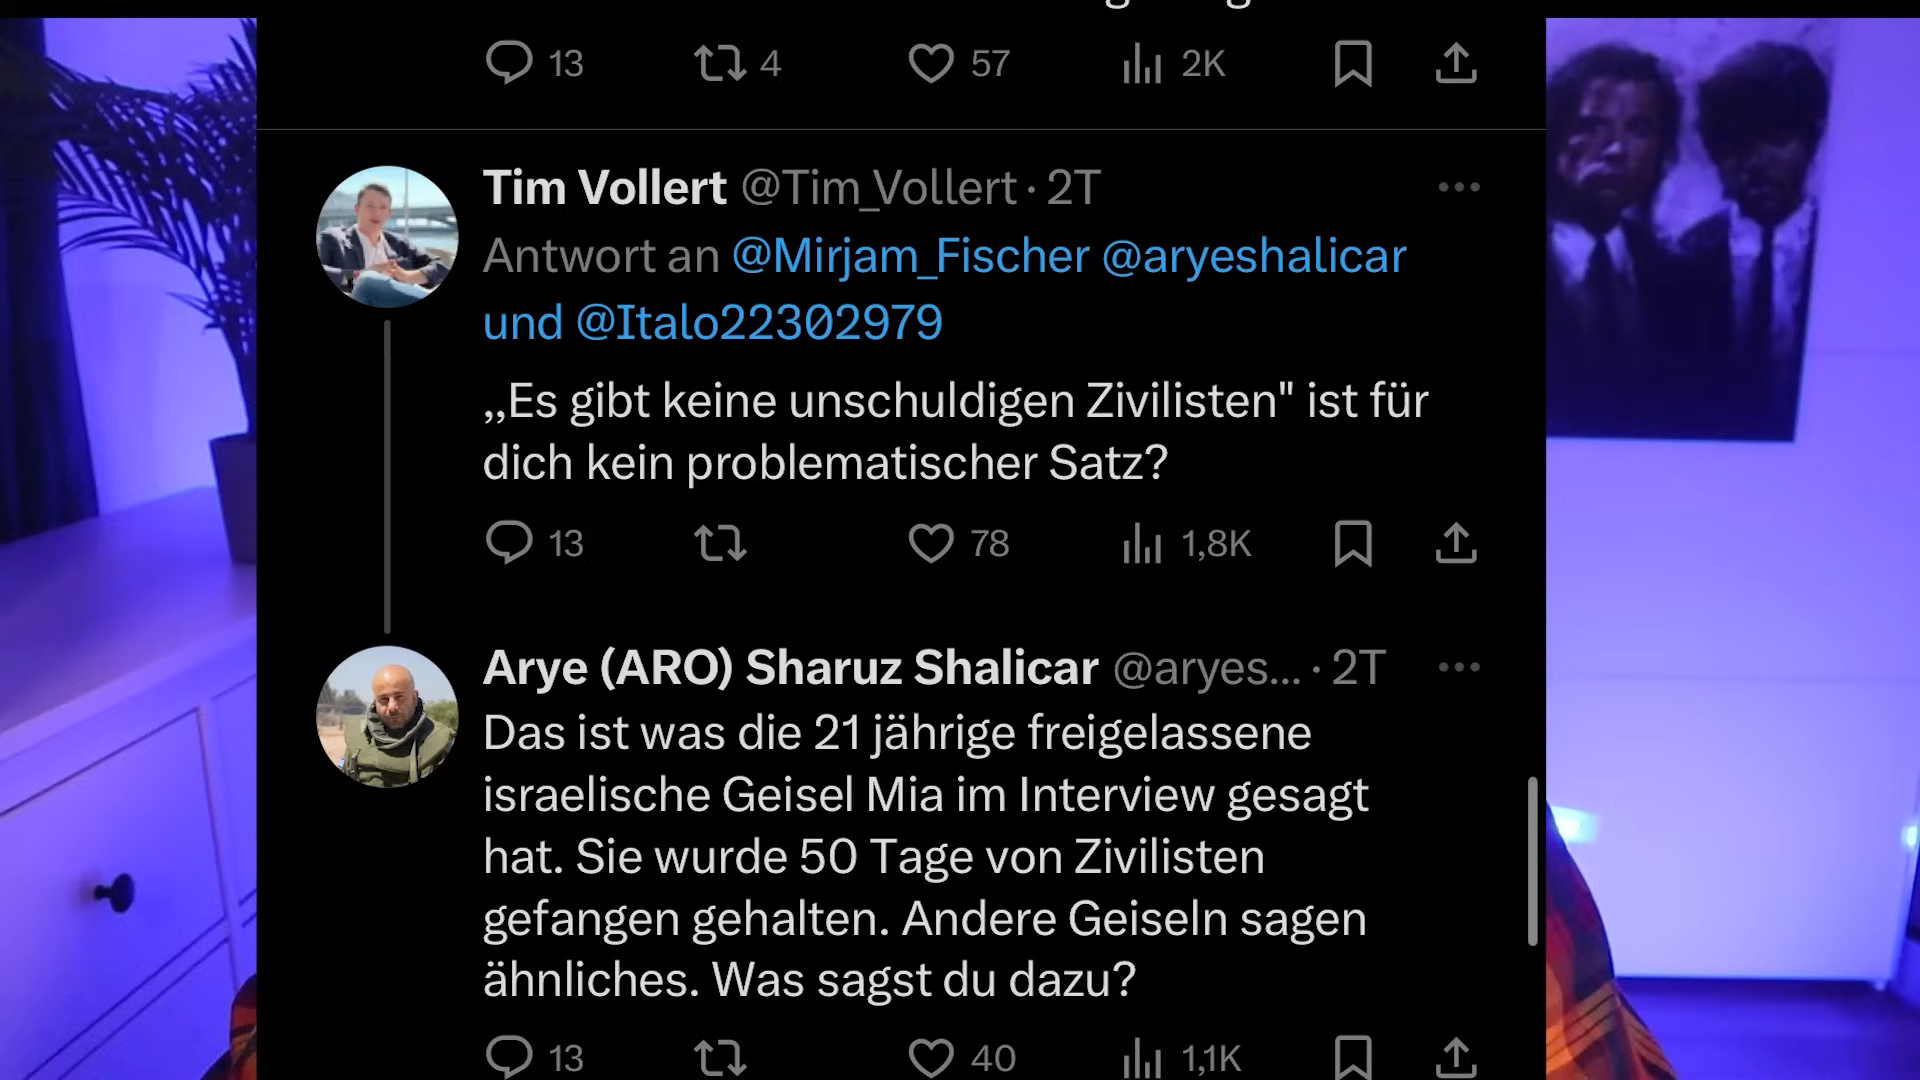 13 4 57 2K
Tim Vollert @Tim_Vollert · 2T
Antwort an @Mirjam_Fischer @aryeshalicar
und @Italo22302979
,,Es gibt keine unschuldigen Zivilisten" ist für
dich kein problematischer Satz?
13 78 1,8K
Arye (ARO) Sharuz Shalicar @aryes... · 2T
Das ist was die 21 jährige freigelassene
israelische Geisel Mia im Interview gesagt
hat. Sie wurde 50 Tage von Zivilisten
gefangen gehalten. Andere Geiseln sagen
ähnliches. Was sagst du dazu?
13 40 1,1K